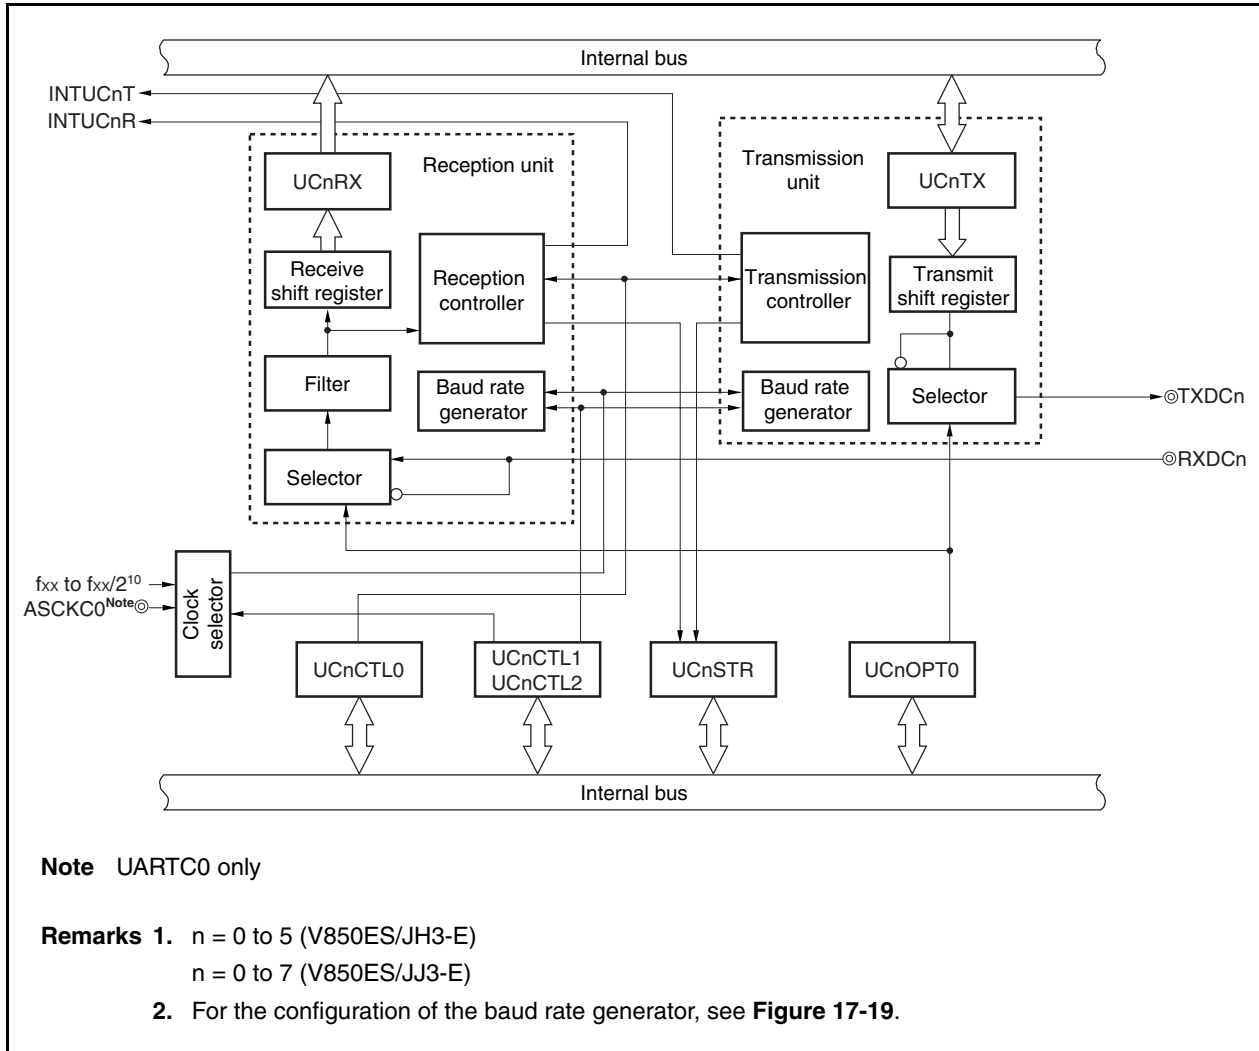 Internal bus
INTUCnT
INTUCnR
Reception unit
Transmission
unit
UCnRX
UCnTX
Receive
shift register
Reception
controller
Transmission
controller
Transmit
shift register
Filter
Baud rate
generator
Baud rate
generator
Selector
TXDCn
Selector
RXDCn
fxx to fxx/2¹⁰
ASCKC0Note
Clock
selector
UCnCTL0
UCnCTL1
UCnCTL2
UCnSTR
UCnOPT0
Internal bus
Note UARTC0 only
Remarks 1. n = 0 to 5 (V850ES/JH3-E)
n = 0 to 7 (V850ES/JJ3-E)
2. For the configuration of the baud rate generator, see Figure 17-19.